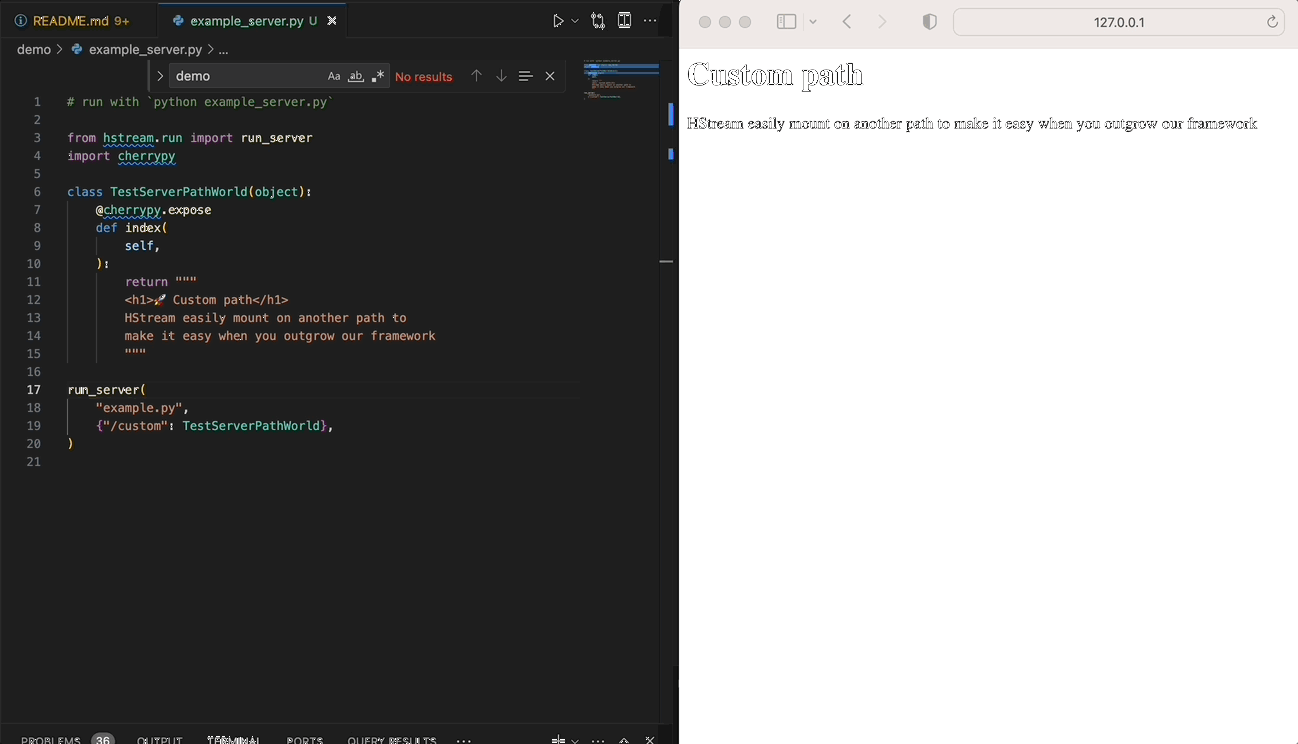 README.md 9+
example_server.py U
demo > example_server.py > ...
demo
Aa ab .*
No results
1 # run with `python example_server.py`
2
3 from hstream.run import run_server
4 import cherrypy
5
6 class TestServerPathWorld(object):
7 @cherrypy.expose
8 def index(
9 self,
10 ):
11 return """
12 <h1>🚀 Custom path</h1>
13 HStream easily mount on another path to
14 make it easy when you outgrow our framework
15 """
16
17 run_server(
18 "example.py",
19 {"/custom": TestServerPathWorld},
20 )
21
PROBLEMS 36 OUTPUT TERMINAL PORTS QUERY RESULTS ...
127.0.0.1
Custom path
HStream easily mount on another path to make it easy when you outgrow our framework